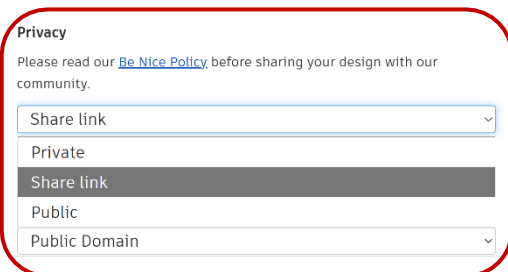 Privacy
Please read our Be Nice Policy before sharing your design with our
community.
Share link
Private
Share link
Public
Public Domain